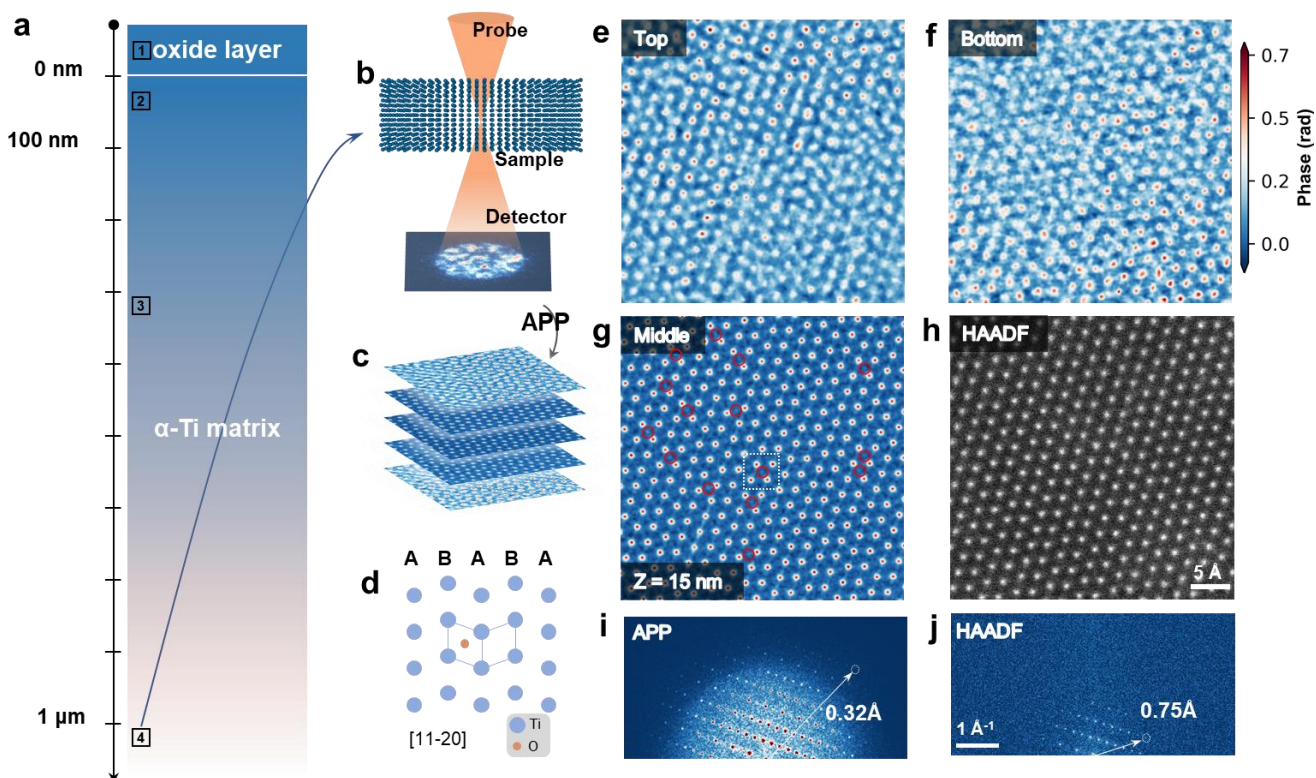 a
1
oxide layer
0 nm
2
100 nm
3
α-Ti matrix
1 µm
4
b
Probe
Sample
Detector
APP
c
d
A B A B A
Ti
O
[11-20]
e
Top
f
Bottom
0.7
0.5
0.2
0.0
Phase (rad)
g
Middle
Z = 15 nm
h
HAADF
5 Å
i
APP
0.32Å
j
HAADF
0.75Å
1 Å⁻¹